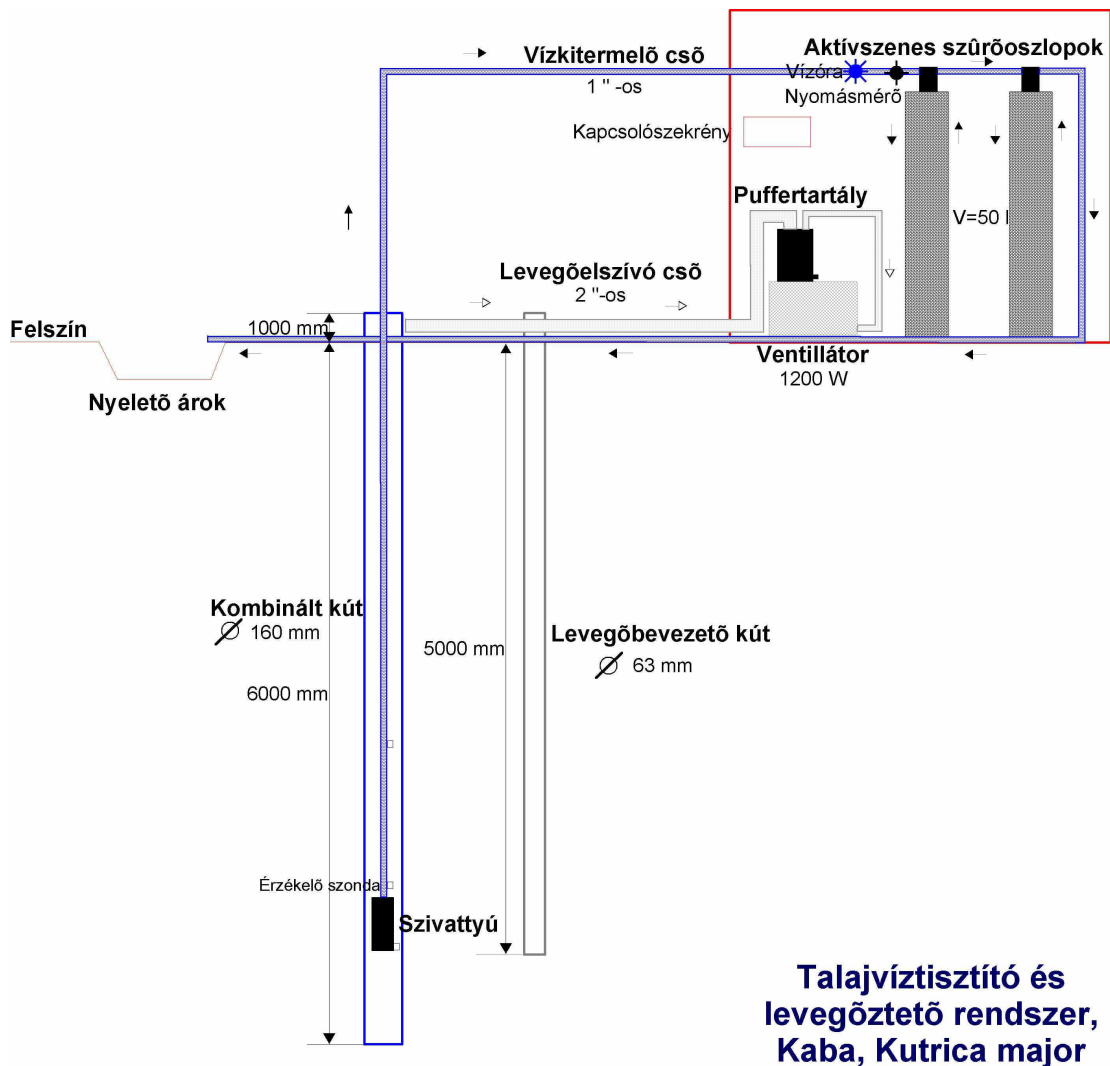 Vízkitermelõ csõ
1 " -os
Aktívszenes szûrõoszlopok
Vízóra
Nyomásmérõ
Kapcsolószekrény
Puffertartály
V=50 l
Levegõelszívó csõ
2 "-os
1000 mm
Felszín
Nyeletõ árok
Ventillátor
1200 W
Kombinált kút
160 mm
6000 mm
5000 mm
Levegõbevezetõ kút
63 mm
Érzékelõ szonda
Szivattyú
Talajvíztisztító és
levegõztetõ rendszer,
Kaba, Kutrica major